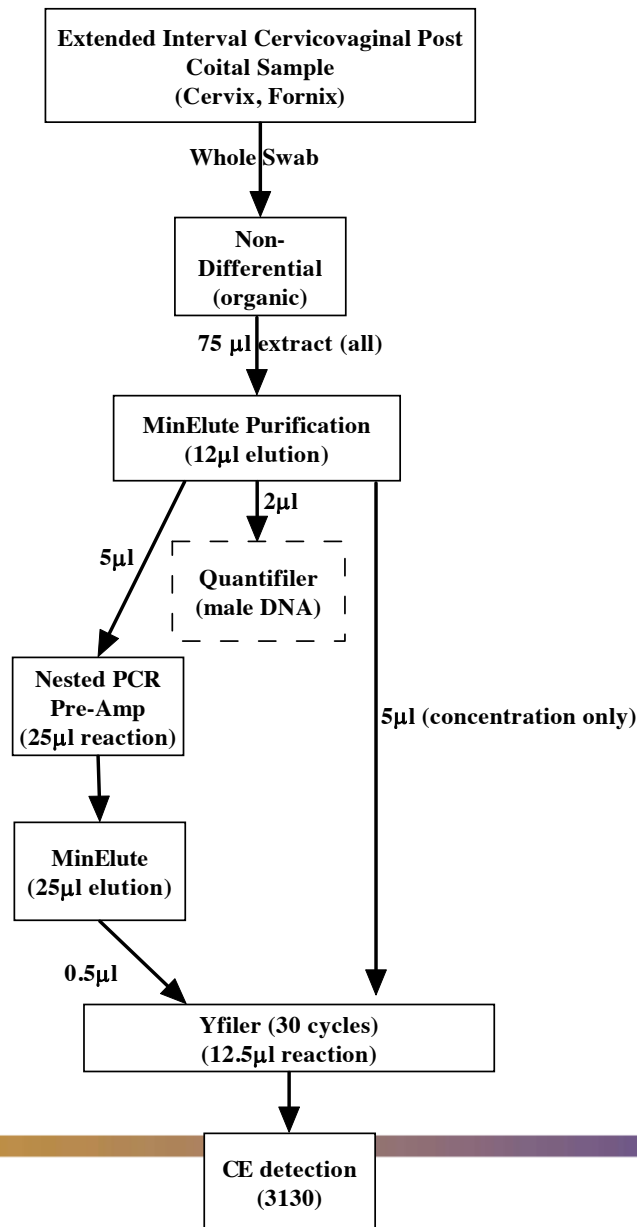 Extended Interval Cervicovaginal Post
Coital Sample
(Cervix, Fornix)
Whole Swab
Non-
Differential
(organic)
75 μl extract (all)
MinElute Purification
(12μl elution)
2μl
5μl
Quantifiler
(male DNA)
Nested PCR
Pre-Amp
(25μl reaction)
5μl (concentration only)
MinElute
(25μl elution)
0.5μl
Yfiler (30 cycles)
(12.5μl reaction)
CE detection
(3130)